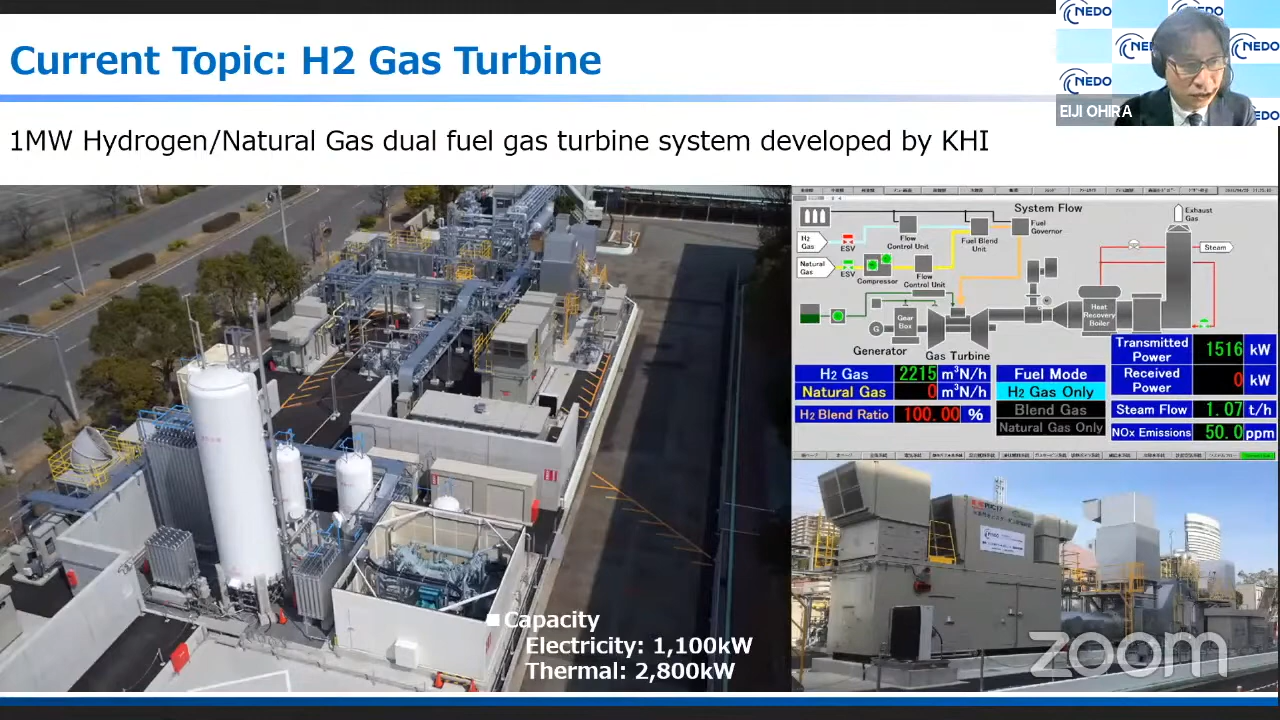 Current Topic: H2 Gas Turbine
NEDO
NEDO
NEDO
NEDO
EIJI OHIRA
1MW Hydrogen/Natural Gas dual fuel gas turbine system developed by KHI
System Flow
H2 Gas
ESV
Flow Control Unit
Fuel Blend Unit
Fuel Governor
Exhaust Gas
Steam
Natural Gas
ESV
Compressor
Flow Control Unit
G
Gear Box
Generator
Gas Turbine
Heat Recovery Boiler
Transmitted Power 1516 kW
Received Power 0 kW
Steam Flow 1.07 t/h
NOx Emissions 50.0 ppm
H2 Gas 2215 m³N/h
Natural Gas 0 m³N/h
H2 Blend Ratio 100.00 %
Fuel Mode
H2 Gas Only
Blend Gas
Natural Gas Only
Capacity
Electricity: 1,100kW
Thermal: 2,800kW
zoom